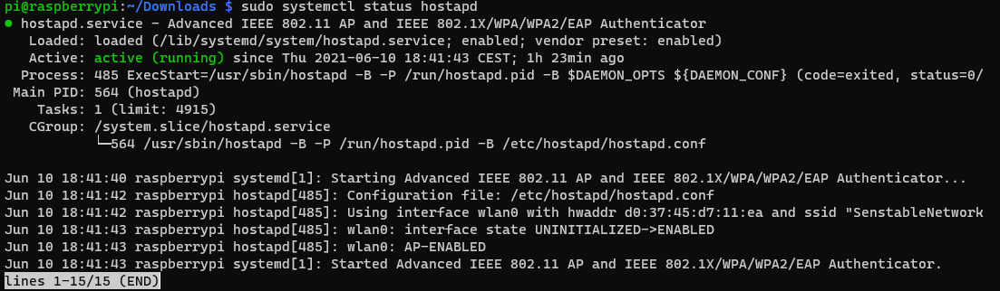 pi@raspberrypi:~/Downloads $ sudo systemctl status hostapd
● hostapd.service - Advanced IEEE 802.11 AP and IEEE 802.1X/WPA/WPA2/EAP Authenticator
   Loaded: loaded (/lib/systemd/system/hostapd.service; enabled; vendor preset: enabled)
   Active: active (running) since Thu 2021-06-10 18:41:43 CEST; 1h 23min ago
  Process: 485 ExecStart=/usr/sbin/hostapd -B -P /run/hostapd.pid -B $DAEMON_OPTS ${DAEMON_CONF} (code=exited, status=0/
 Main PID: 564 (hostapd)
    Tasks: 1 (limit: 4915)
   CGroup: /system.slice/hostapd.service
           └─564 /usr/sbin/hostapd -B -P /run/hostapd.pid -B /etc/hostapd/hostapd.conf

Jun 10 18:41:40 raspberrypi systemd[1]: Starting Advanced IEEE 802.11 AP and IEEE 802.1X/WPA/WPA2/EAP Authenticator...
Jun 10 18:41:42 raspberrypi hostapd[485]: Configuration file: /etc/hostapd/hostapd.conf
Jun 10 18:41:42 raspberrypi hostapd[485]: Using interface wlan0 with hwaddr d0:37:45:d7:11:ea and ssid "SenstableNetwork
Jun 10 18:41:43 raspberrypi hostapd[485]: wlan0: interface state UNINITIALIZED->ENABLED
Jun 10 18:41:43 raspberrypi hostapd[485]: wlan0: AP-ENABLED
Jun 10 18:41:43 raspberrypi systemd[1]: Started Advanced IEEE 802.11 AP and IEEE 802.1X/WPA/WPA2/EAP Authenticator.
lines 1-15/15 (END)